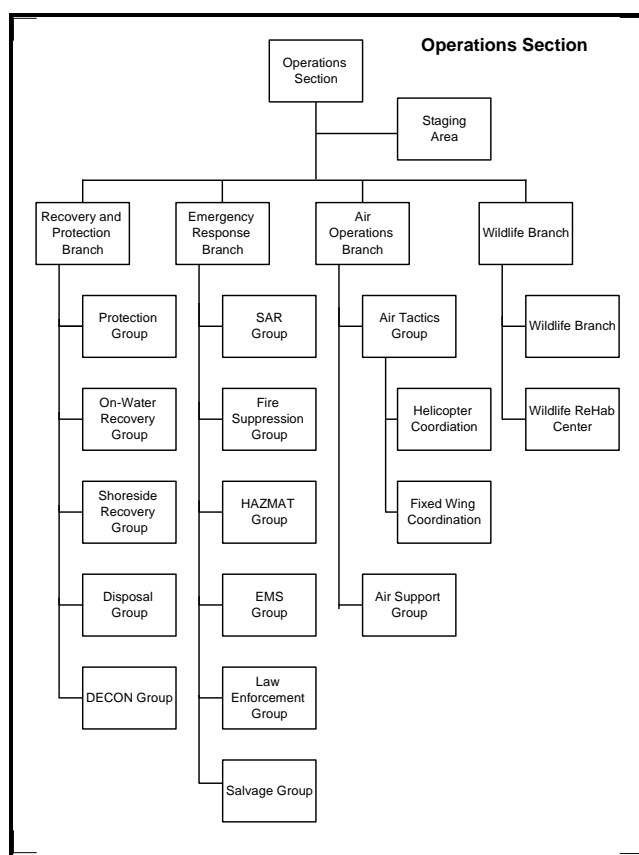 Operations Section
Operations
Section
Staging
Area
Recovery and
Protection
Branch
Emergency
Response
Branch
Air
Operations
Branch
Wildlife Branch
Protection
Group
SAR
Group
Air Tactics
Group
Wildlife Branch
On-Water
Recovery
Group
Fire
Suppression
Group
Helicopter
Coordiation
Wildlife ReHab
Center
Shoreside
Recovery
Group
HAZMAT
Group
Fixed Wing
Coordination
Disposal
Group
EMS
Group
Air Support
Group
DECON Group
Law
Enforcement
Group
Salvage Group